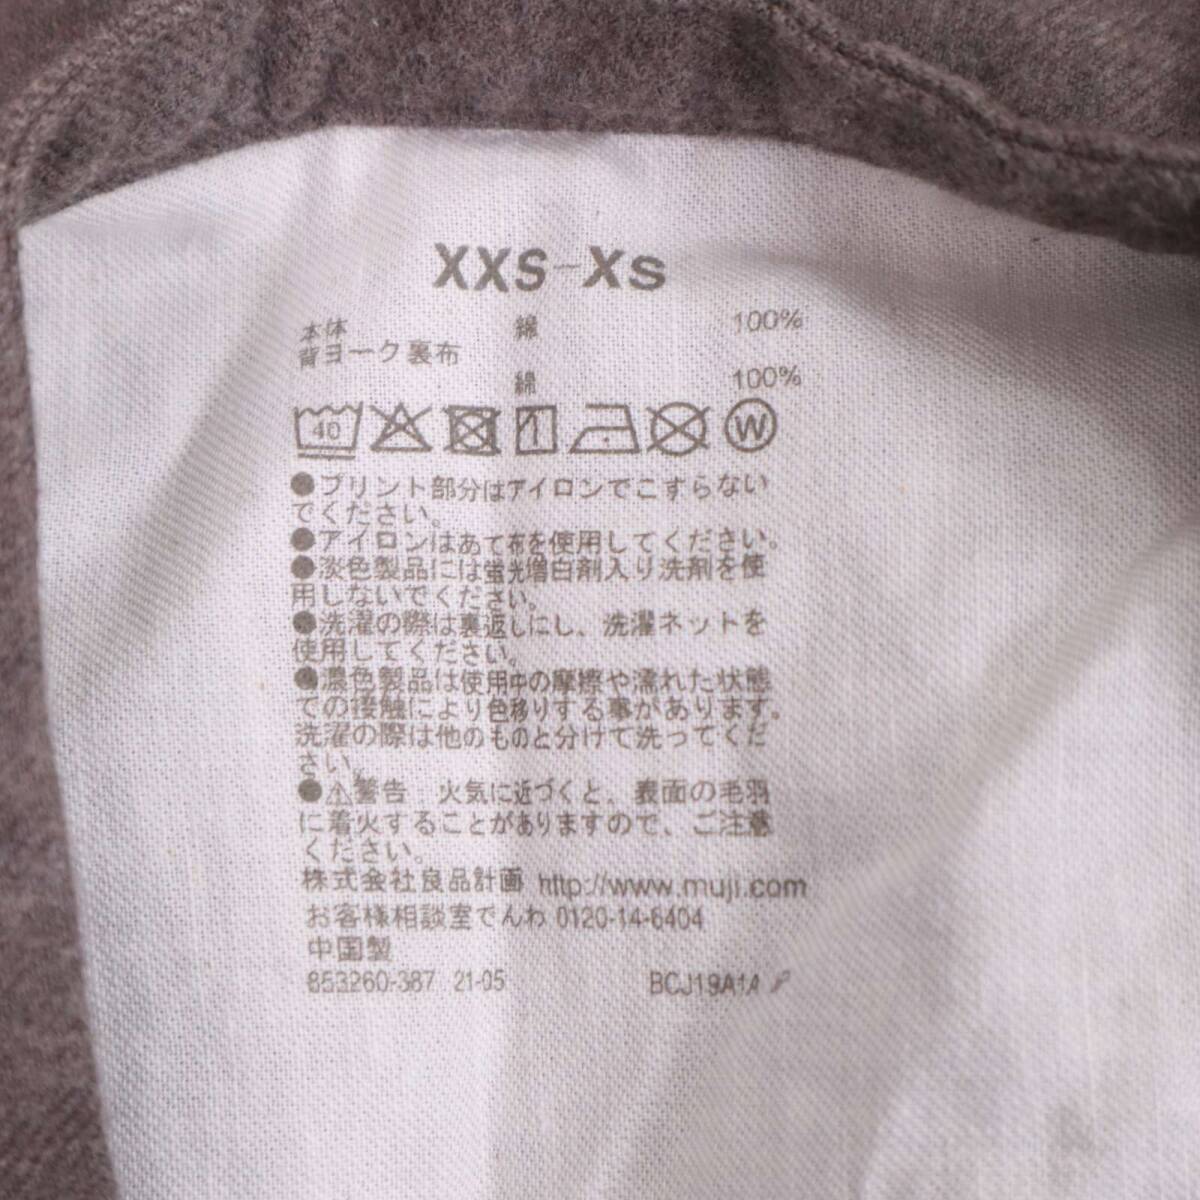 XXS-XS
本体 綿 100%
背ヨーク裏布
綿 100%
40 1 W
●プリント部分はアイロンでこすらない
でください。
●アイロンはあて布を使用してください。
●淡色製品には蛍光増白剤入り洗剤を使
用しないでください。
●洗濯の際は裏返しにし、洗濯ネットを
使用してください。
●濃色製品は使用中の摩擦や濡れた状態
での接触により色移りする事があります。
洗濯の際は他のものと分けて洗ってくだ
さい。
●⚠警告 火気に近づくと、表面の毛羽
に着火することがありますので、ご注意
ください。
株式会社良品計画 http://www.muji.com
お客様相談室でんわ 0120-14-6404
中国製
853260-387 21-05 BCJ19A1A